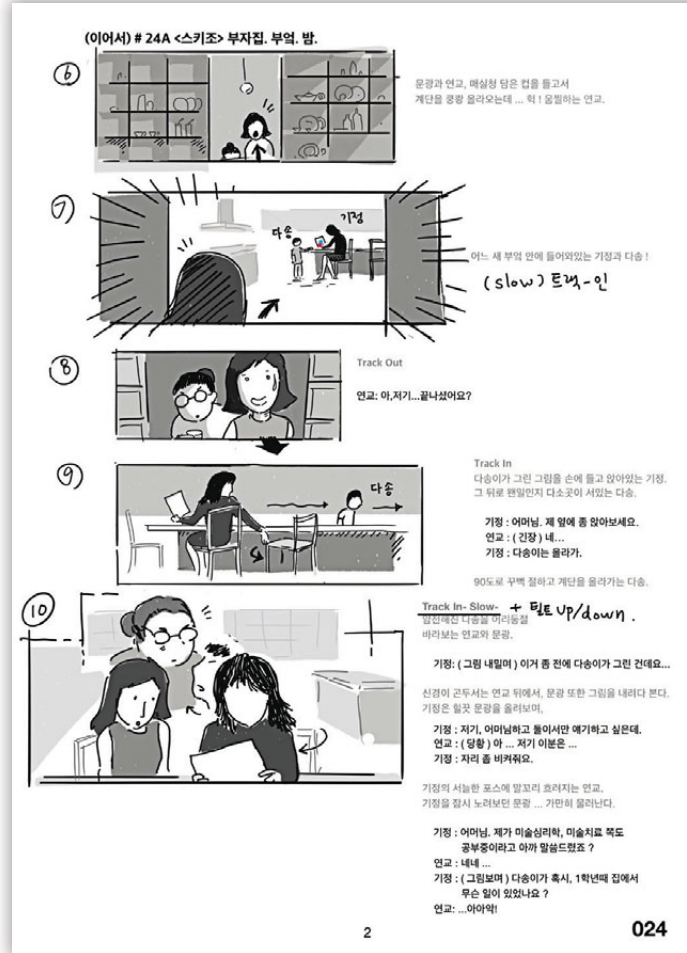 (이어서) # 24A <스키조> 부자집. 부엌. 밤.
⑥
문광과 연교, 매실청 담은 컵을 들고서
계단을 쿵쾅 올라오는데 ... 헉 ! 움찔하는 연교.
⑦
다송
기정
어느 새 부엌 안에 들어와있는 기정과 다송 !
(slow) 트랙-인
⑧
Track Out
연교: 아,저기...끝나셨어요?
⑨
다송
Track In
다송이가 그린 그림을 손에 들고 앉아있는 기정.
그 뒤로 왠일인지 다소곳이 서있는 다송.
기정 : 어머님. 제 옆에 좀 앉아보세요.
연교 : ( 긴장 ) 네...
기정 : 다송이는 올라가.
90도로 꾸뻑 절하고 계단을 올라가는 다송.
⑩
Track In- Slow- + 틸트 up/down.
얌전해진 다송을 어리둥절
바라보는 연교와 문광.
기정: ( 그림 내밀며 ) 이거 좀 전에 다송이가 그린 건데요...
신경이 곤두서는 연교 뒤에서, 문광 또한 그림을 내려다 본다.
기정은 힐끗 문광을 올려보며,
기정 : 저기, 어머님하고 둘이서만 얘기하고 싶은데.
연교 : ( 당황 ) 아 ... 저기 이분은 ...
기정 : 자리 좀 비켜줘요.
기정의 서늘한 포스에 말꼬리 흐려지는 연교.
기정을 잠시 노려보던 문광 ... 가만히 물러난다.
기정 : 어머님. 제가 미술심리학, 미술치료 쪽도
공부중이라고 아까 말씀드렸죠 ?
연교 : 네네 ...
기정 : ( 그림보며 ) 다송이가 혹시, 1학년때 집에서
무슨 일이 있었나요 ?
연교: ...아아악!
2
024